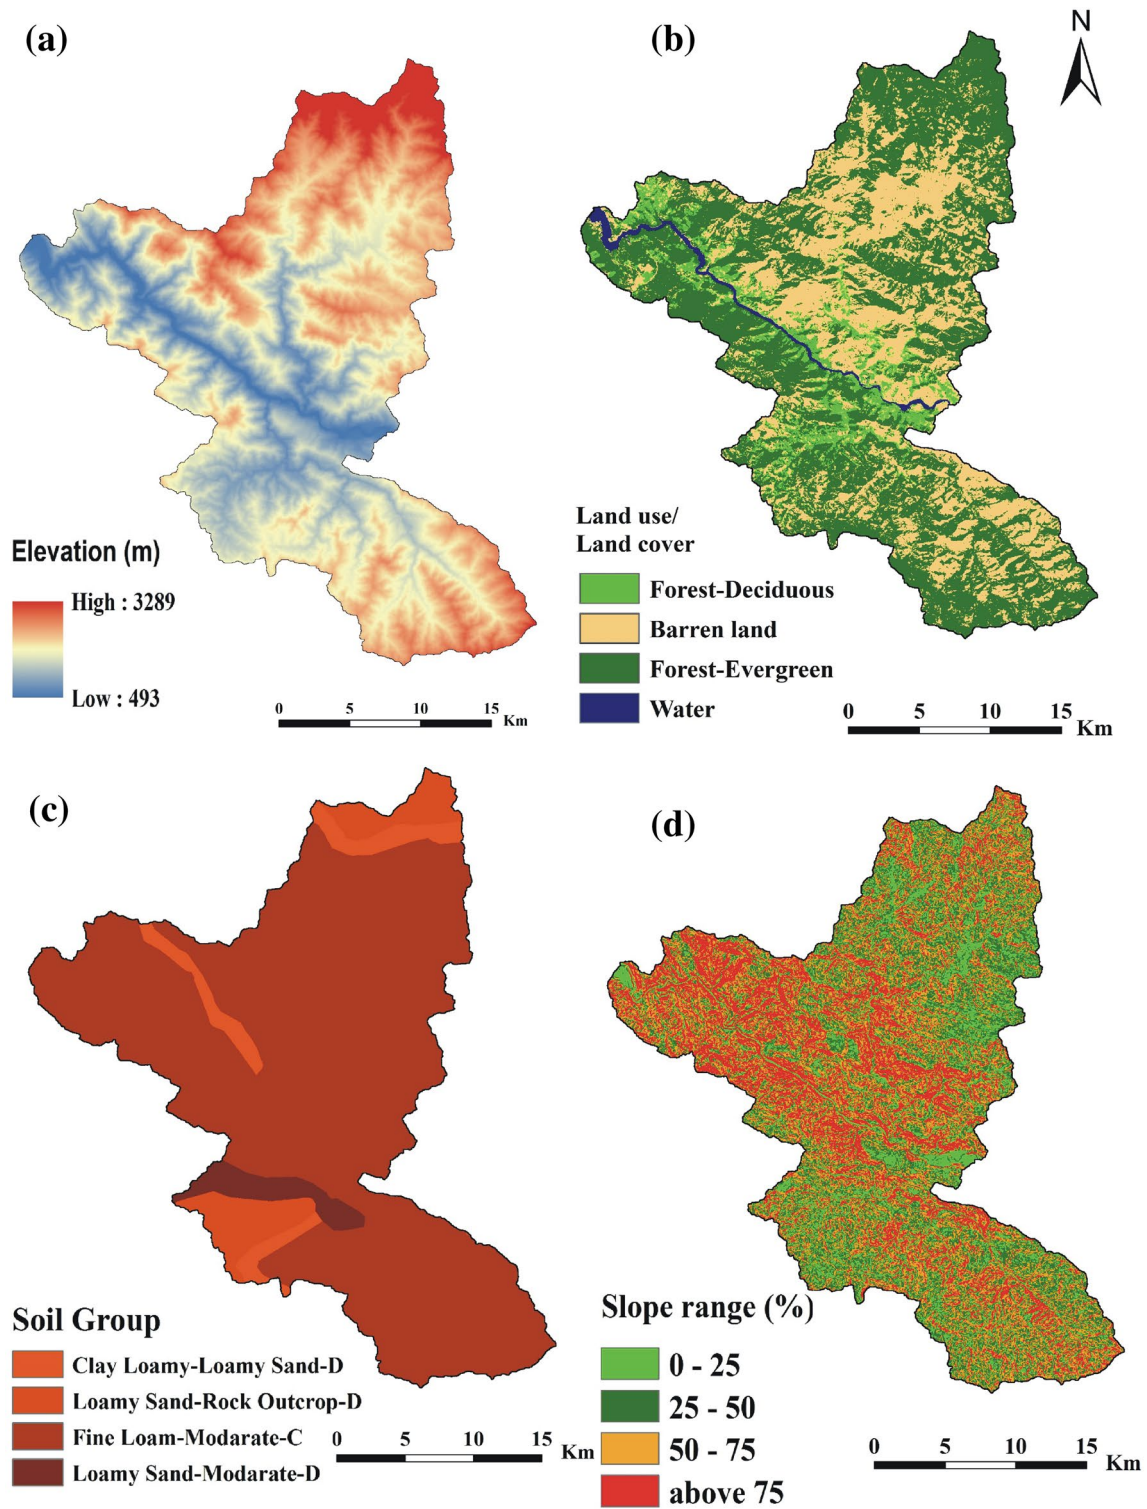 (a)
(b)
N
Elevation (m)
High : 3289
Low : 493
0 5 10 15
Km
Land use/
Land cover
Forest-Deciduous
Barren land
Forest-Evergreen
Water
0 5 10 15
Km
(c)
(d)
Soil Group
Clay Loamy-Loamy Sand-D
Loamy Sand-Rock Outcrop-D
Fine Loam-Modarate-C
Loamy Sand-Modarate-D
0 5 10 15
Km
Slope range (%)
0 - 25
25 - 50
50 - 75
above 75
0 5 10 15
Km